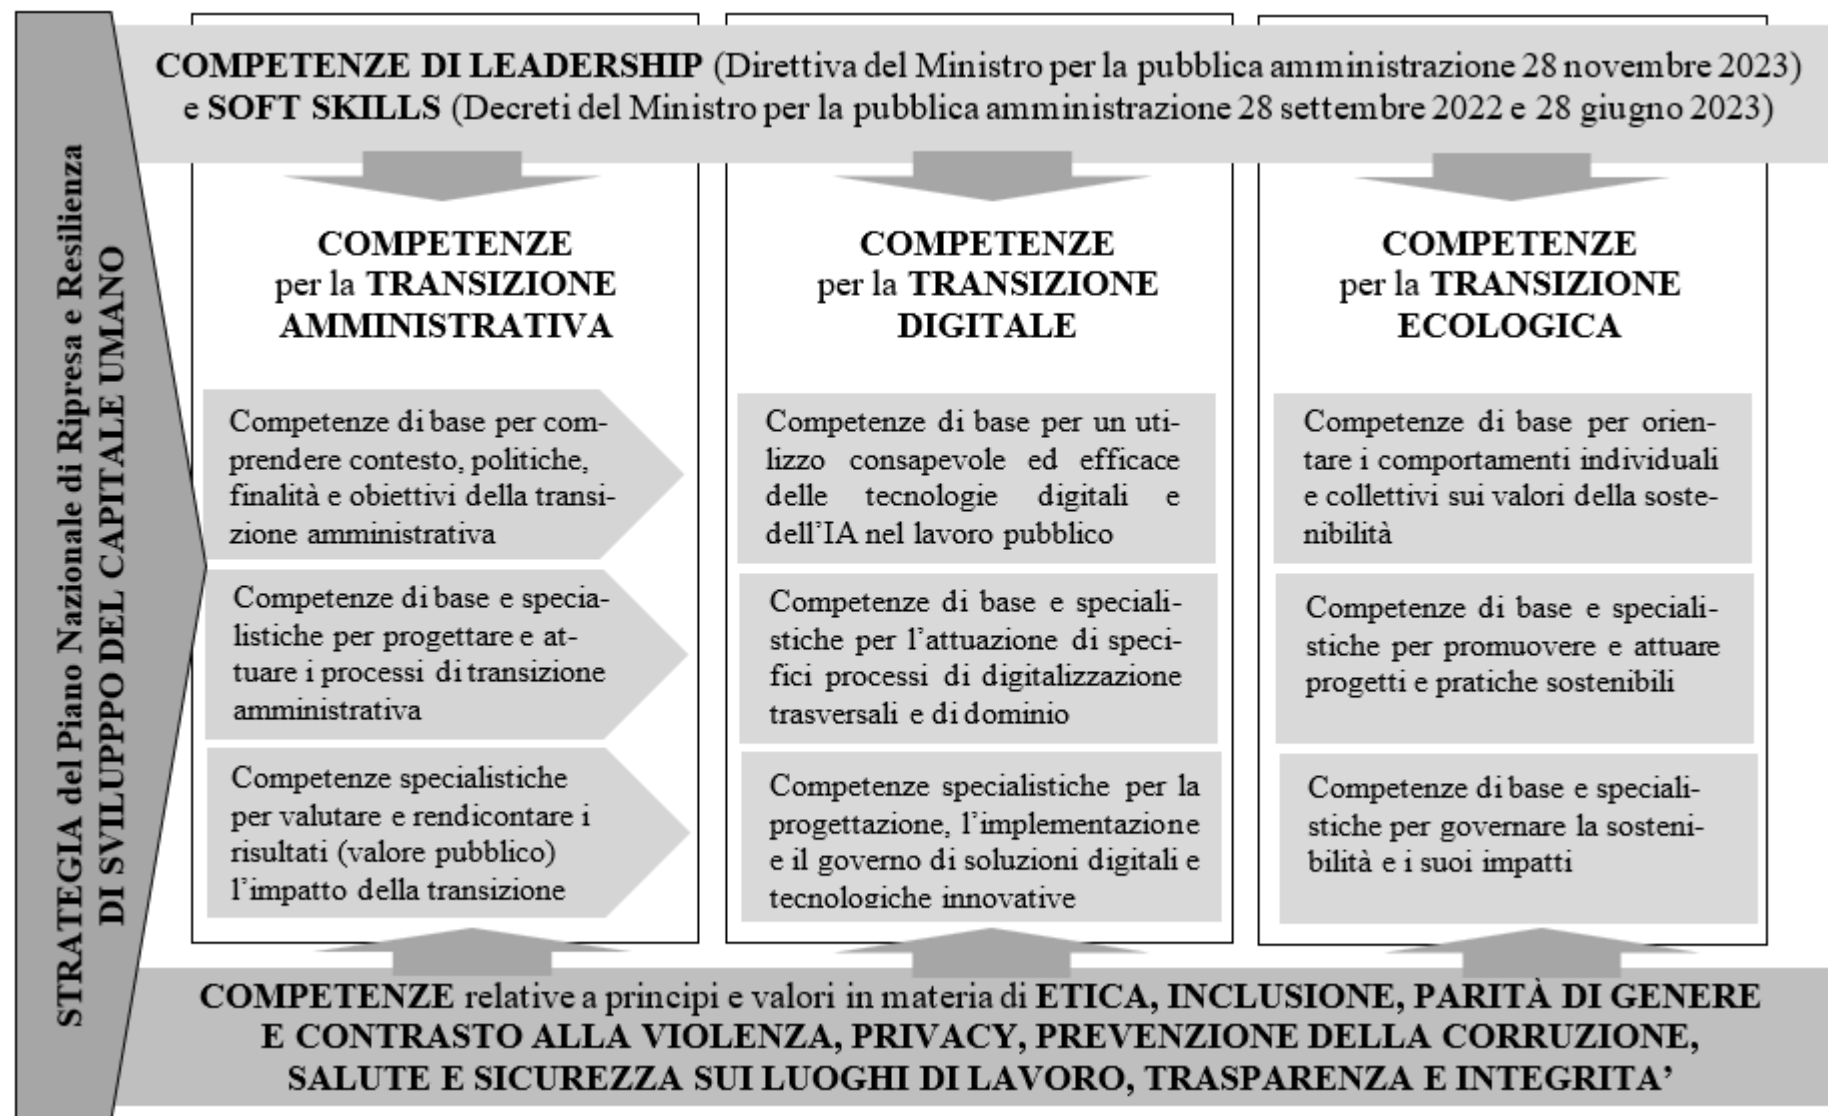 STRATEGIA del Piano Nazionale di Ripresa e Resilienza
DI SVILUPPO DEL CAPITALE UMANO
COMPETENZE DI LEADERSHIP (Direttiva del Ministro per la pubblica amministrazione 28 novembre 2023)
e SOFT SKILLS (Decreti del Ministro per la pubblica amministrazione 28 settembre 2022 e 28 giugno 2023)
COMPETENZE
per la TRANSIZIONE
AMMINISTRATIVA
Competenze di base per com-
prendere contesto, politiche,
finalità e obiettivi della transi-
zione amministrativa
Competenze di base e specia-
listiche per progettare e at-
tuare i processi di transizione
amministrativa
Competenze specialistiche
per valutare e rendicontare i
risultati (valore pubblico)
l'impatto della transizione
COMPETENZE
per la TRANSIZIONE
DIGITALE
Competenze di base per un uti-
lizzo consapevole ed efficace
delle tecnologie digitali e
dell'IA nel lavoro pubblico
Competenze di base e speciali-
stiche per l'attuazione di speci-
fici processi di digitalizzazione
trasversali e di dominio
Competenze specialistiche per la
progettazione, l'implementazione
e il governo di soluzioni digitali e
tecnologiche innovative
COMPETENZE
per la TRANSIZIONE
ECOLOGICA
Competenze di base per orien-
tare i comportamenti individuali
e collettivi sui valori della soste-
nibilità
Competenze di base e speciali-
stiche per promuovere e attuare
progetti e pratiche sostenibili
Competenze di base e speciali-
stiche per governare la sosteni-
bilità e i suoi impatti
COMPETENZE relative a principi e valori in materia di ETICA, INCLUSIONE, PARITÀ DI GENERE
E CONTRASTO ALLA VIOLENZA, PRIVACY, PREVENZIONE DELLA CORRUZIONE,
SALUTE E SICUREZZA SUI LUOGHI DI LAVORO, TRASPARENZA E INTEGRITA'